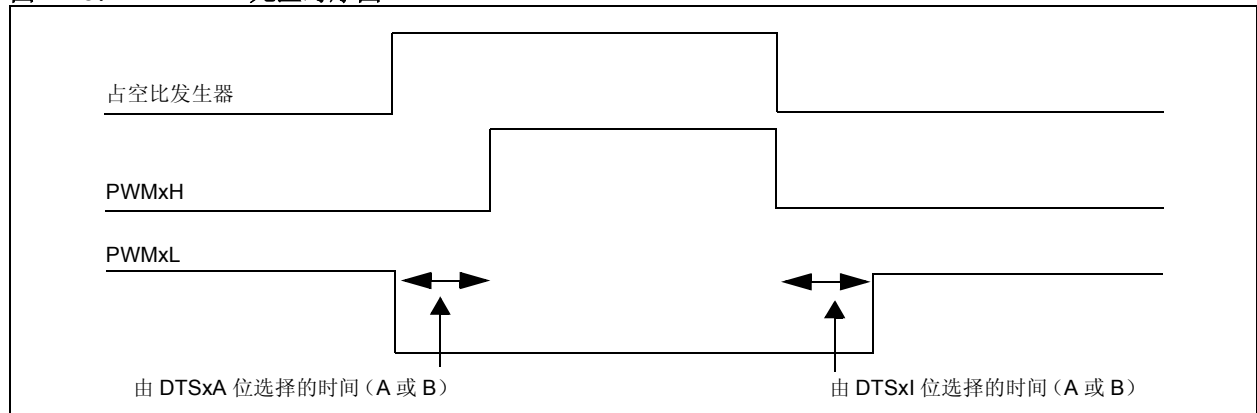 占空比发生器
PWMxH
PWMxL
由 DTSxA 位选择的时间（A 或 B）
由 DTSxI 位选择的时间（A 或 B）